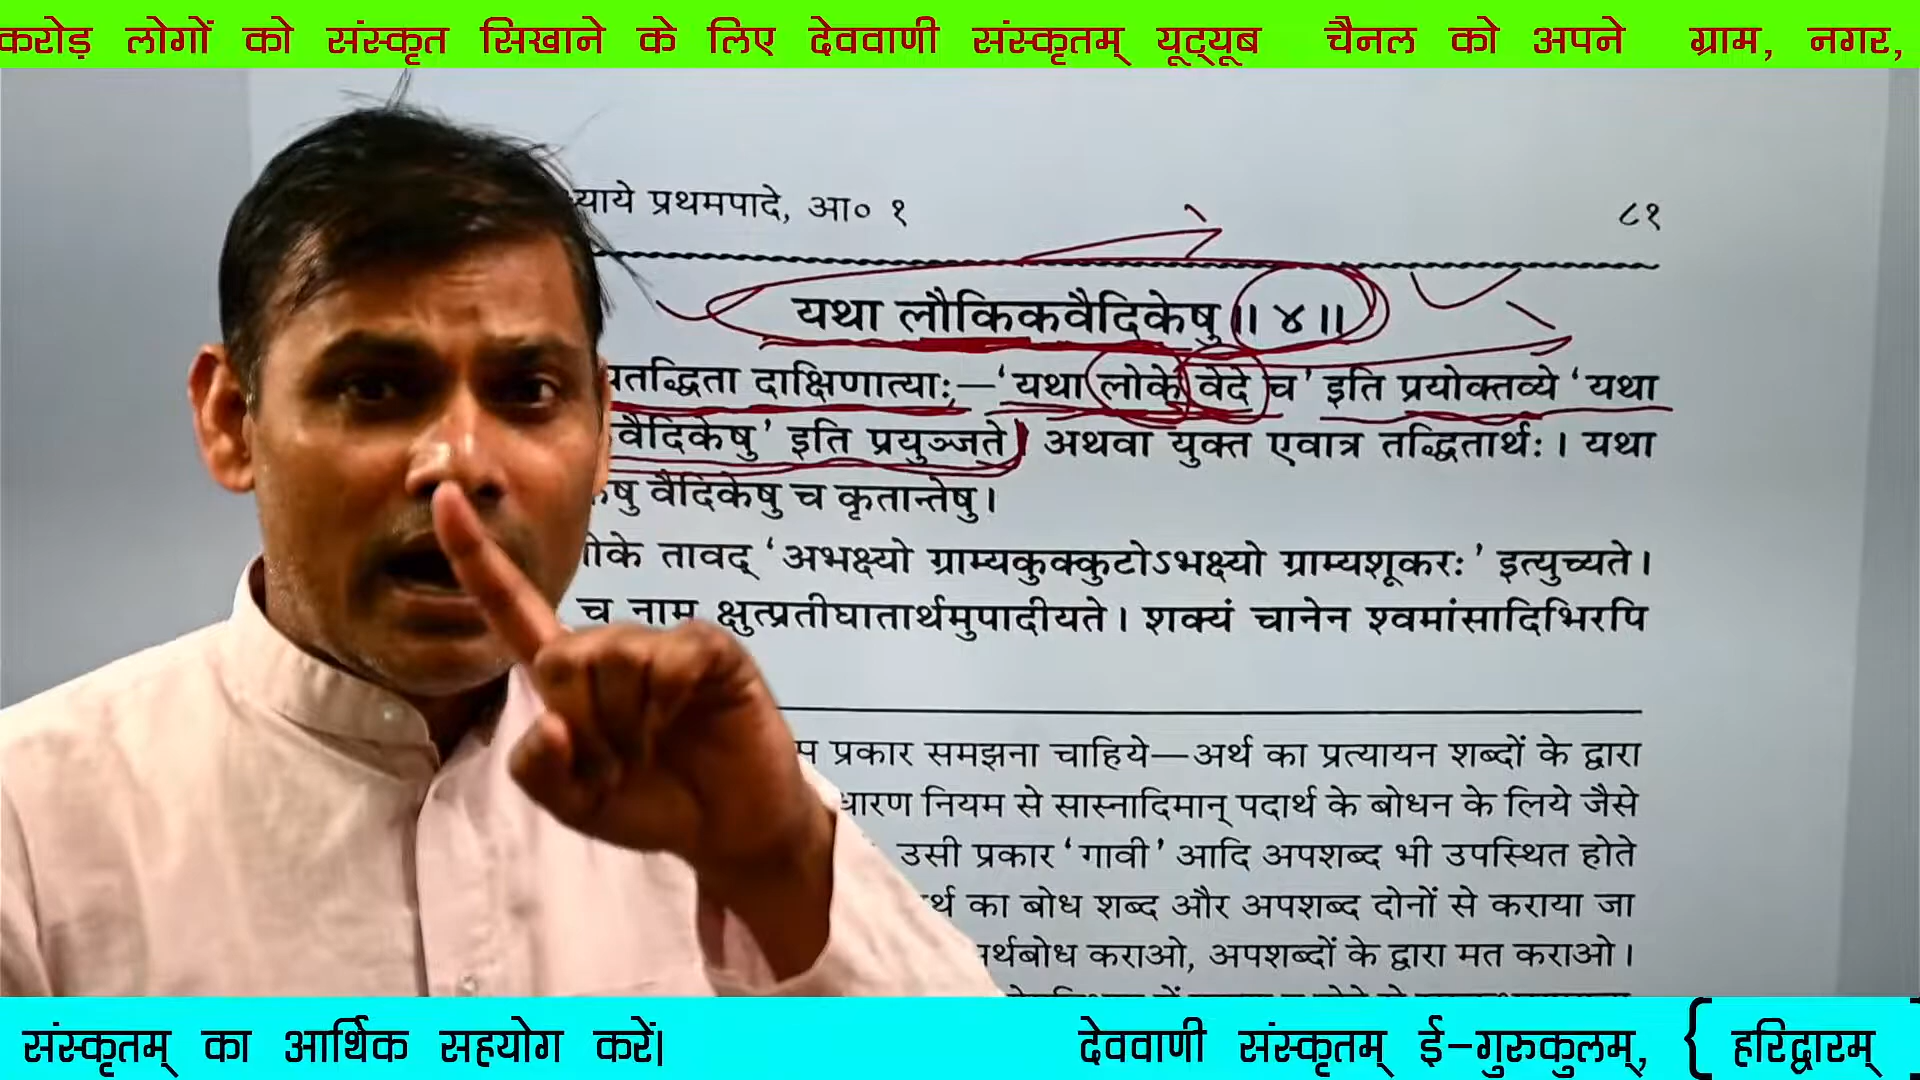 करोड़ लोगों को संस्कृत सिखाने के लिए देववाणी संस्कृतम् यूट्यूब चैनल को अपने ग्राम, नगर,
प्रथमपादे, आ० १ ८१
यथा लौकिकवैदिकेषु ॥ ४ ॥
दाक्षिणात्याः—‘यथा लोके वेदे च’ इति प्रयोक्तव्ये ‘यथा
वैदिकेषु’ इति प्रयुञ्जते। अथवा युक्त एवात्र तद्धितार्थः। यथा
वैदिकेषु च कृतान्तेषु।
तावद् ‘अभक्ष्यो ग्राम्यकुक्कुटोऽभक्ष्यो ग्राम्यशूकरः’ इत्युच्यते।
च नाम क्षुत्प्रतीघातार्थमुपादीयते। शक्यं चानेन श्वमांसादिभिरपि
प्रकार समझना चाहिये—अर्थ का प्रत्यायन शब्दों के द्वारा
नियम से सास्नादिमान् पदार्थ के बोधन के लिये जैसे
उसी प्रकार ‘गावी’ आदि अपशब्द भी उपस्थित होते
का बोध शब्द और अपशब्द दोनों से कराया जा
कराओ, अपशब्दों के द्वारा मत कराओ।
संस्कृतम् का आर्थिक सहयोग करें। देववाणी संस्कृतम् ई-गुरुकुलम्, { हरिद्वारम्